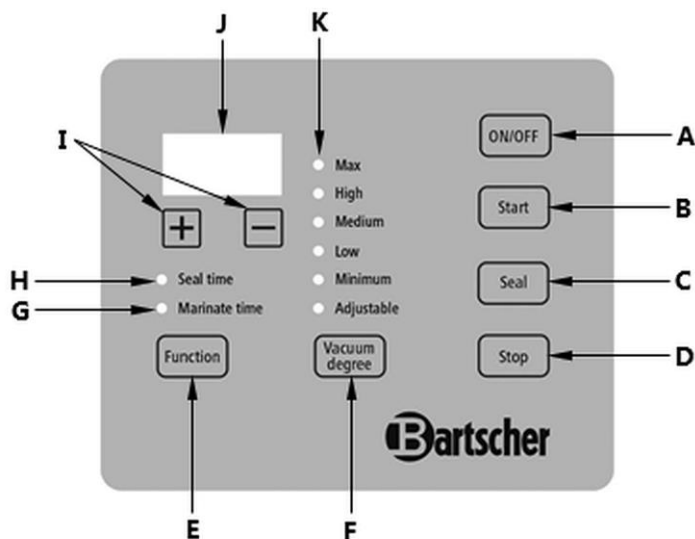 J
K
I
A
ON/OFF
Max
High
B
Start
Medium
+
−
Low
H
Seal time
Minimum
C
Seal
G
Marinate time
Adjustable
Function
Vacuum
degree
D
Stop
Bartscher
E
F